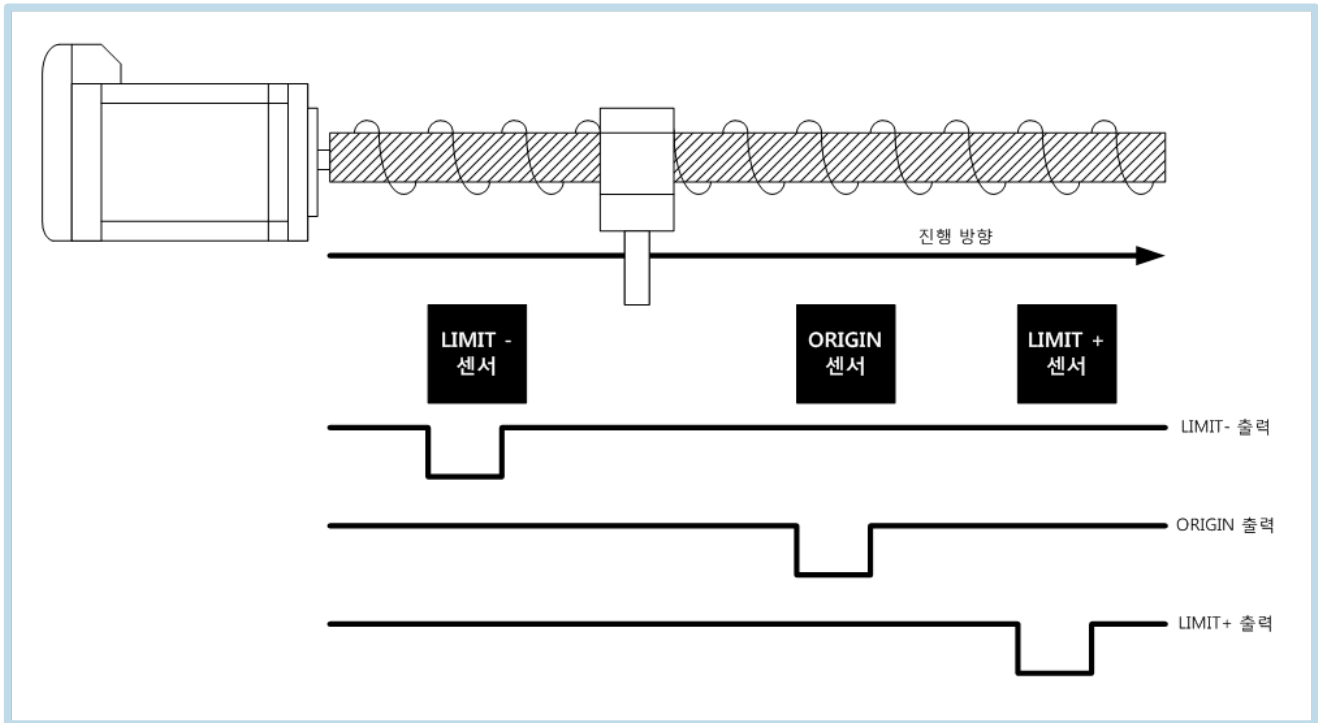 진행 방향
LIMIT -
센서
ORIGIN
센서
LIMIT +
센서
LIMIT- 출력
ORIGIN 출력
LIMIT+ 출력